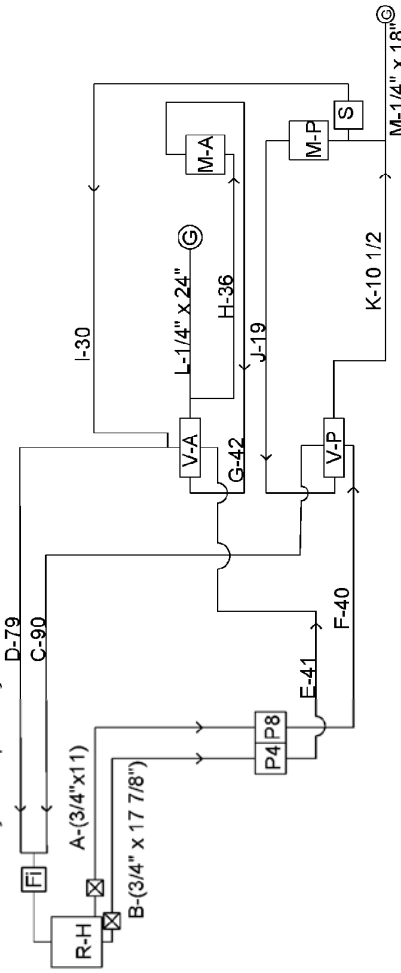 D-79
C-90
Fi
A-(3/4"x11)
R-H
B-(3/4" x 17 7/8")
P4
P8
E-41
F-40
I-30
V-A
L-1/4" x 24"
G
G-42
H-36
M-A
J-19
V-P
M-P
S
K-10 1/2
G
M-1/4" x 18"